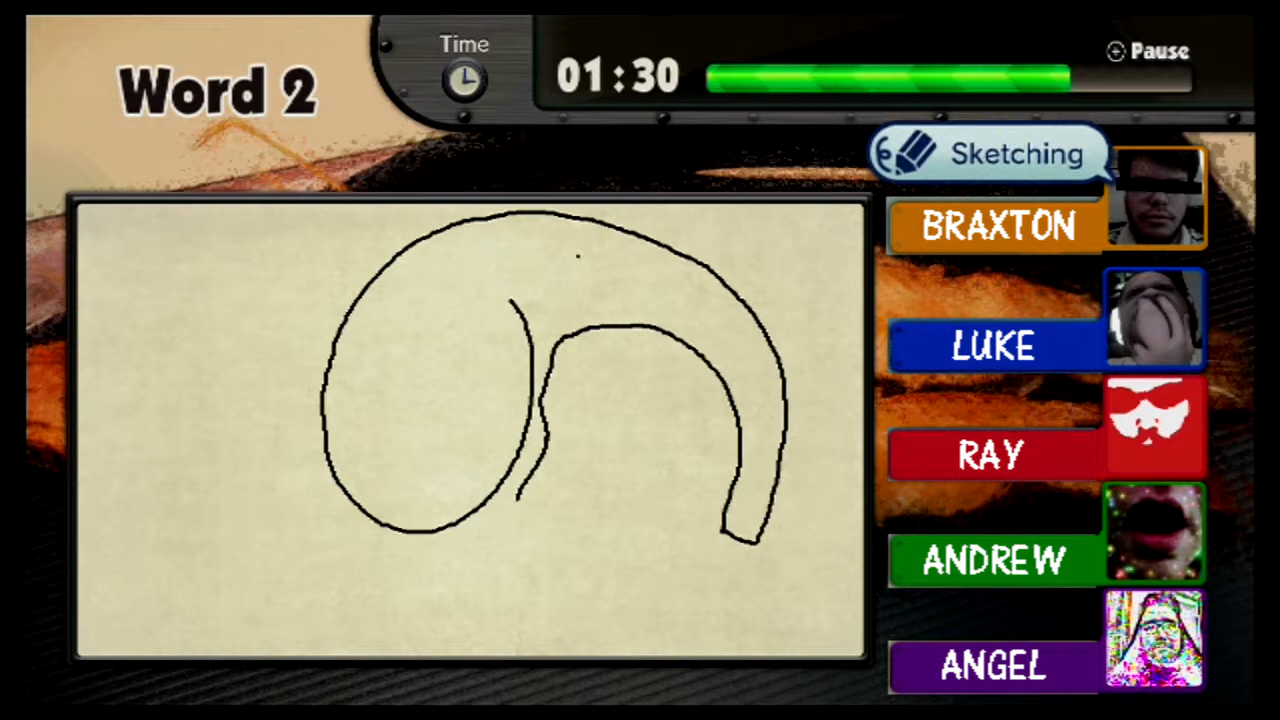 Word 2
Time
01:30
Pause
Sketching
BRAXTON
LUKE
RAY
ANDREW
ANGEL